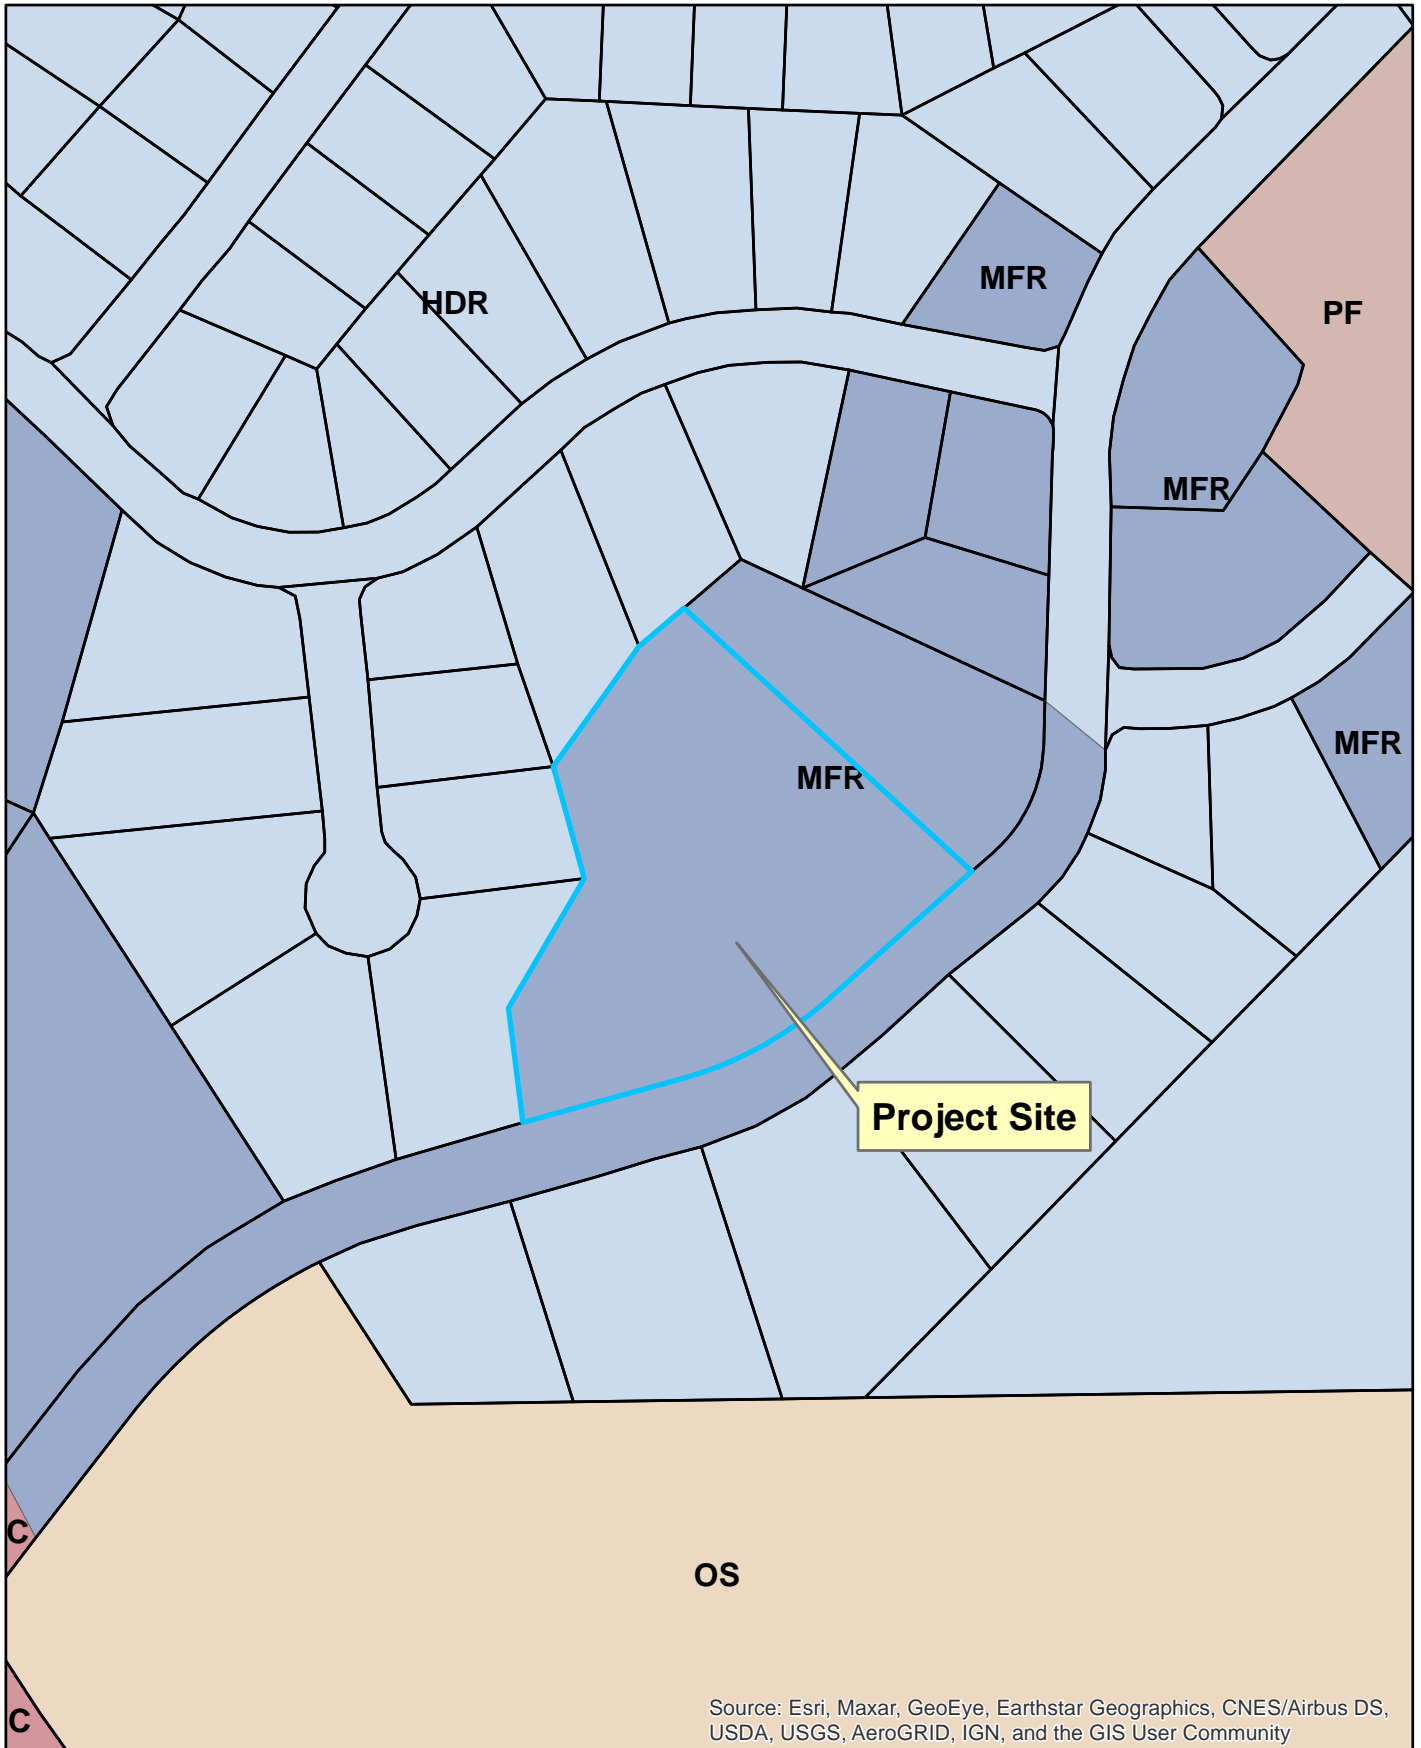 MFR
HDR
PF
MFR
MFR
MFR
Project Site
C
OS
C
Source: Esri, Maxar, GeoEye, Earthstar Geographics, CNES/Airbus DS,
USDA, USGS, AeroGRID, IGN, and the GIS User Community